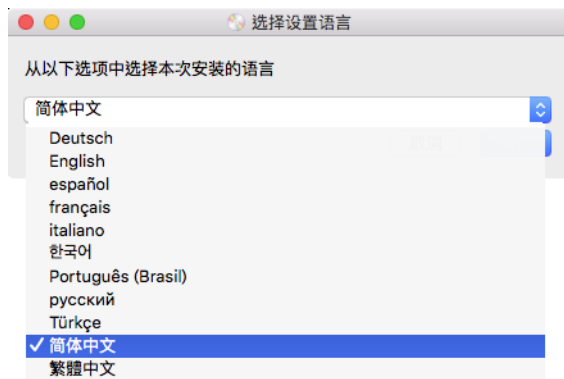 选择设置语言
从以下选项中选择本次安装的语言
简体中文
Deutsch
English
español
français
italiano
한국어
Português (Brasil)
русский
Türkçe
✓ 简体中文
繁體中文